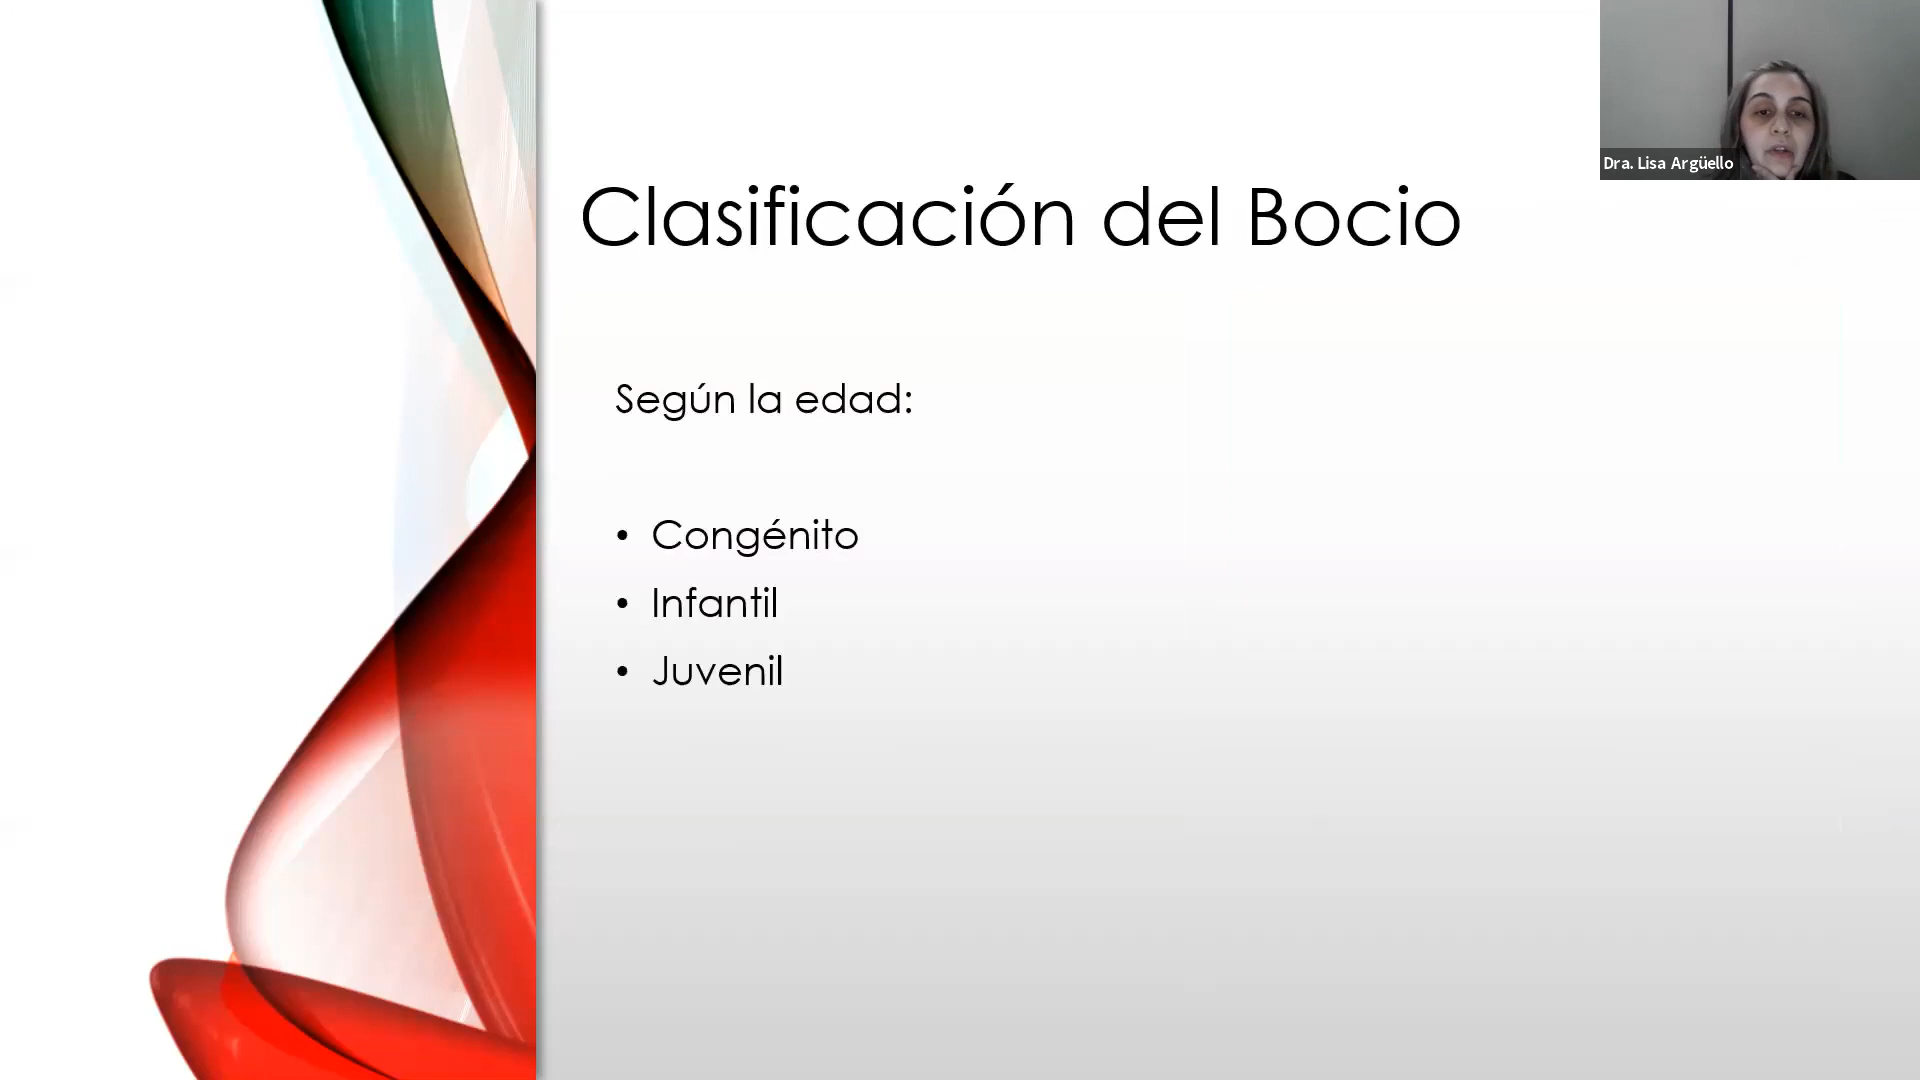 Dra. Lisa Argüello
Clasificación del Bocio
Según la edad:
• Congénito
• Infantil
• Juvenil